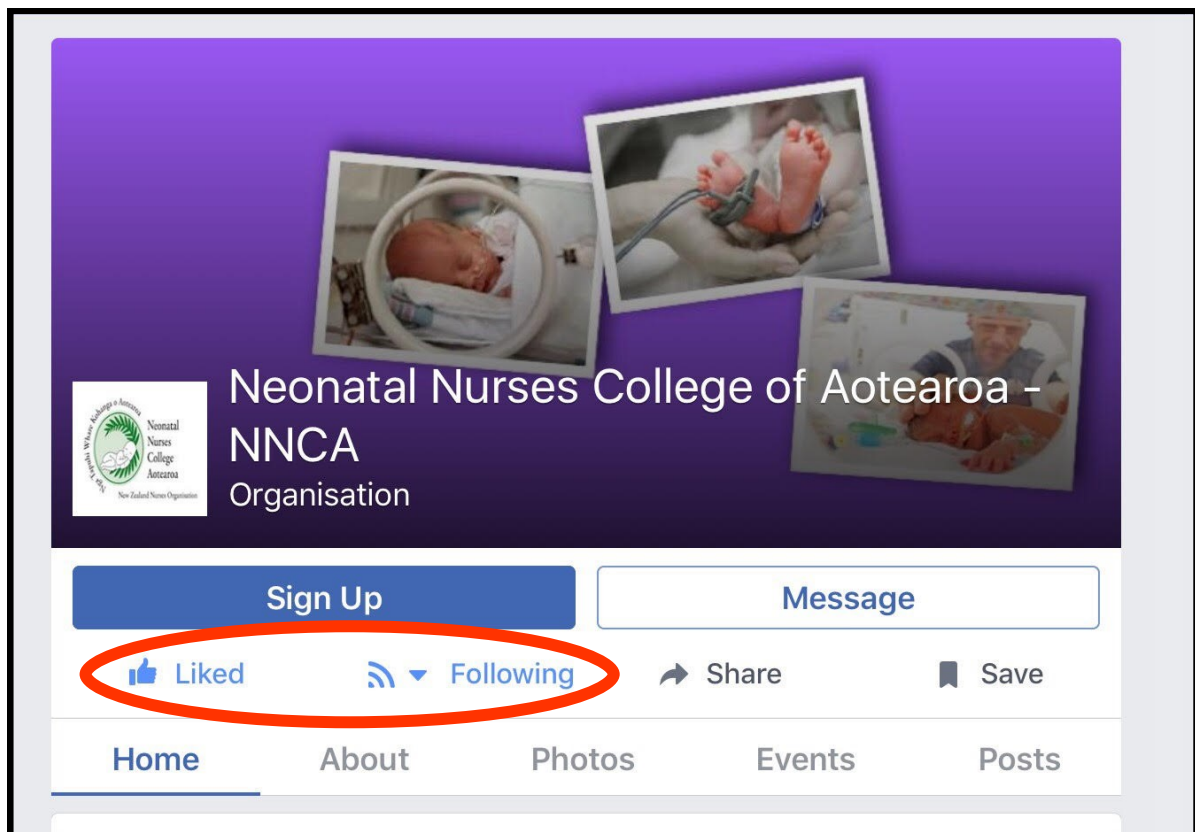 Neonatal Nurses College of Aotearoa -
NNCA
Organisation
Neonatal
Nurses
College
Aotearoa
New Zealand Nurses Organisation
Sign Up
Message
Liked
Following
Share
Save
Home
About
Photos
Events
Posts